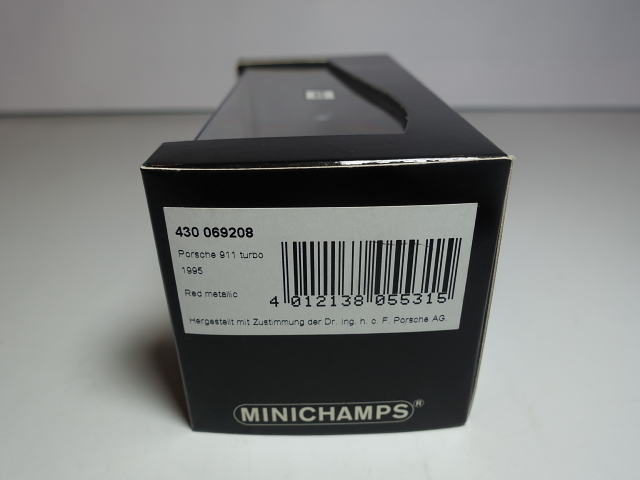 430 069208
Porsche 911 turbo
1995
Red metallic
4 012138 055315
Hergestellt mit Zustimmung der Dr. Ing. h. c. F. Porsche AG.
MINICHAMPS®